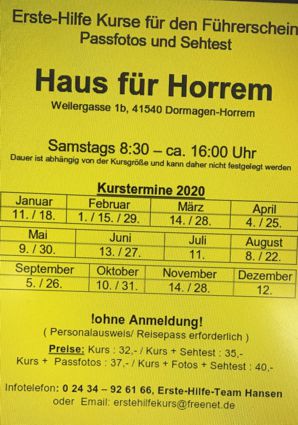 Erste-Hilfe Kurse für den Führerschein
Passfotos und Sehtest
Haus für Horrem
Weilergasse 1b, 41540 Dormagen-Horrem
Samstags 8:30 – ca. 16:00 Uhr
Dauer ist abhängig von der Kursgröße und kann daher nicht festgelegt werden
Kurstermine 2020
Januar Februar März April
11. / 18. 1. / 15. / 29. 14. / 28. 4. / 25.
Mai Juni Juli August
9. / 30. 13. / 27. 11. 8. / 22.
September Oktober November Dezember
5. / 26. 10. / 31. 14. / 28. 12.
!ohne Anmeldung!
( Personalausweis/ Reisepass erforderlich )
Preise: Kurs : 32,- / Kurs + Sehtest : 35,-
Kurs + Passfotos : 37,- / Kurs + Fotos + Sehtest : 40,-
Infotelefon: 0 24 34 – 92 61 66, Erste-Hilfe-Team Hansen
oder Email: erstehilfekurs@freenet.de